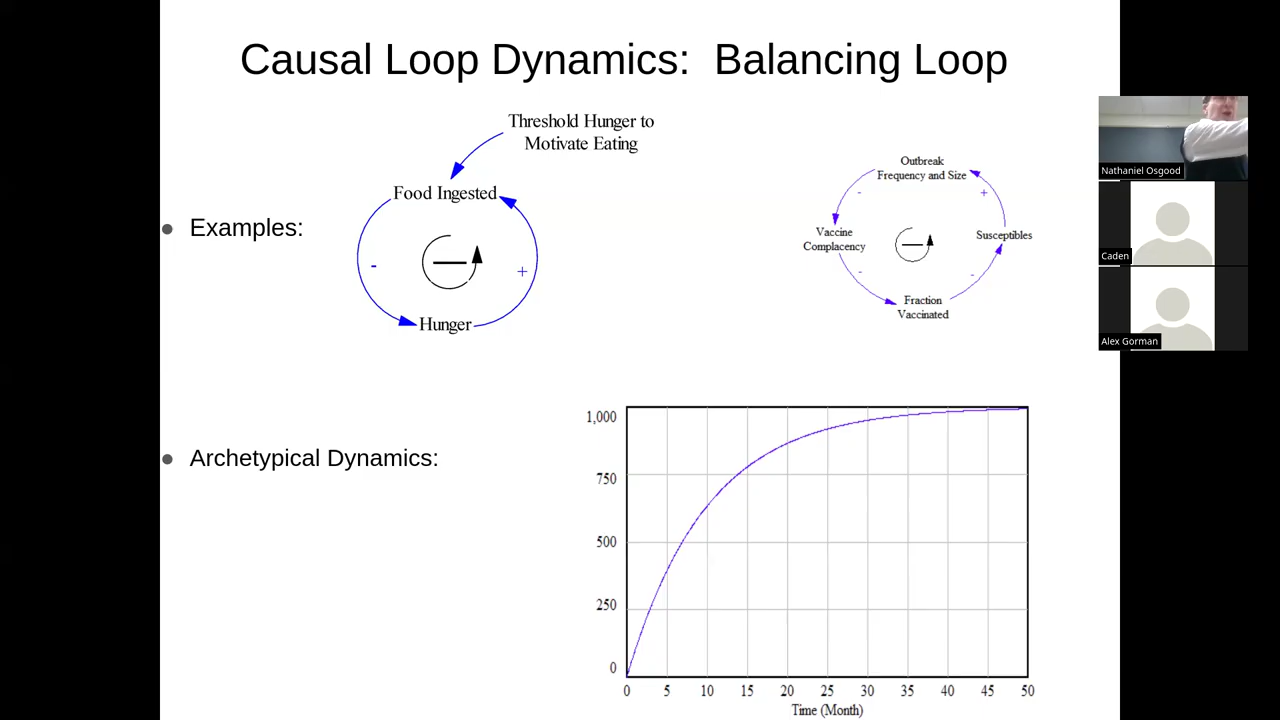 Causal Loop Dynamics:  Balancing Loop
Threshold Hunger to
Motivate Eating
Food Ingested
-
+
Hunger
Outbreak
Frequency and Size
-
+
Vaccine
Complacency
Susceptibles
-
-
Fraction
Vaccinated
Nathaniel Osgood
Caden
Alex Gorman
• Examples:
• Archetypical Dynamics:
1,000
750
500
250
0
0 5 10 15 20 25 30 35 40 45 50
Time (Month)